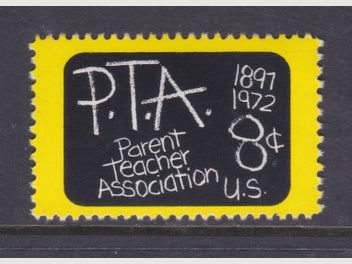 P.T.A.
Parent
Teacher
Association
1897
1972
8¢
U.S.